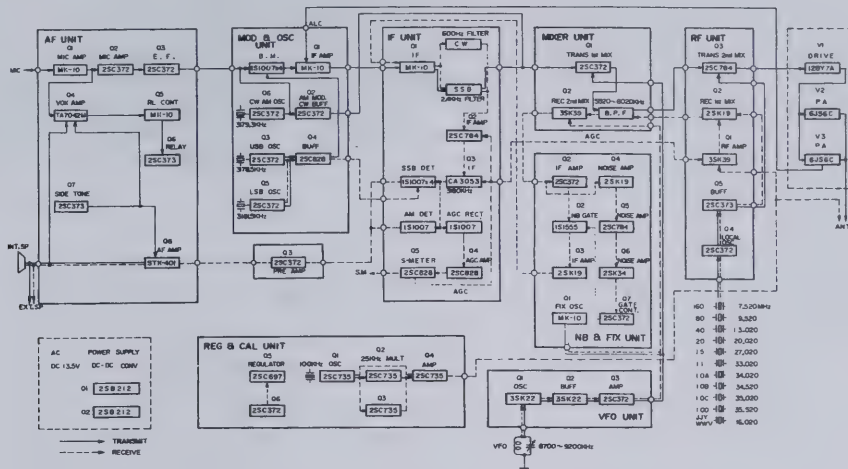 AF UNIT
Q1 MIC AMP MK-10
Q2 MIC AMP 2SC372
Q3 E. F. 2SC372
MIC
Q4 VOX AMP TA7042M
Q5 RL CONT MK-10
Q6 RELAY 2SC373
Q7 SIDE TONE 2SC373
Q8 AF AMP STK-401
INT.SP
EXT.SP
MOD & OSC UNIT
ALC
B. M.
Q1 IF AMP MK-10
Q6 CW AM OSC 2SC372
Q2 AM MOD. CW BUFF 2SC372
Q3 USB OSC 2SC372
Q4 BUFF 2SC828
Q5 LSB OSC 2SC372
Q3 2SC372 PRE AMP
IF UNIT
Q1 IF MK-10
600Hz FILTER
CW
SSB
FILTER
IF AMP 2SC784
Q3 IF CA3053
SSB DET 1S1007x4
AM DET 1S1007
AGC RECT 1S1007
Q5 S-METER 2SC828
Q4 AGC AMP 2SC828
S.M
AGC
MIXER UNIT
Q1 TRANS 1st MIX 2SC372
Q2 REC 2nd MIX 3SK39
5520~6020KHz B.P.F
AGC
Q2 IF AMP 2SC372
Q4 NOISE AMP 2SK19
Q2 NB GATE 1S1555
Q5 NOISE AMP 2SC784
Q3 IF AMP 2SK19
Q6 NOISE AMP 2SK34
Q1 FIX OSC MK-10
Q7 GATE CONT. 2SC372
NB & FIX UNIT
RF UNIT
Q3 TRANS 2nd MIX 2SC784
Q2 REC 1st MIX 2SK19
Q1 RF AMP 3SK39
Q5 BUFF 2SC373
Q4 LOCAL OSC 2SC372
V1 DRIVE 12BY7A
V2 PA 6JS6C
V3 PA 6JS6C
ANT
160 7,520MHz
80 9,520
40 13,020
20 20,020
15 27,020
11 33,020
10A 34,020
10B 34,520
10C 35,020
10D 35,520
JJY WWV 16,020
REG & CAL UNIT
Q5 REGULATOR 2SC697
Q6 2SC372
100KHz
Q1 OSC 2SC735
Q2 25KHz MULT 2SC735
Q3 2SC735
Q4 AMP 2SC735
Q1 OSC 3SK22
Q2 BUFF 3SK22
Q3 AMP 2SC372
VFO UNIT
VFO 8700~9200KHz
AC POWER SUPPLY
DC 13.5V DC-DC CONV
Q1 2SB212
Q2 2SB212
TRANSMIT
RECEIVE